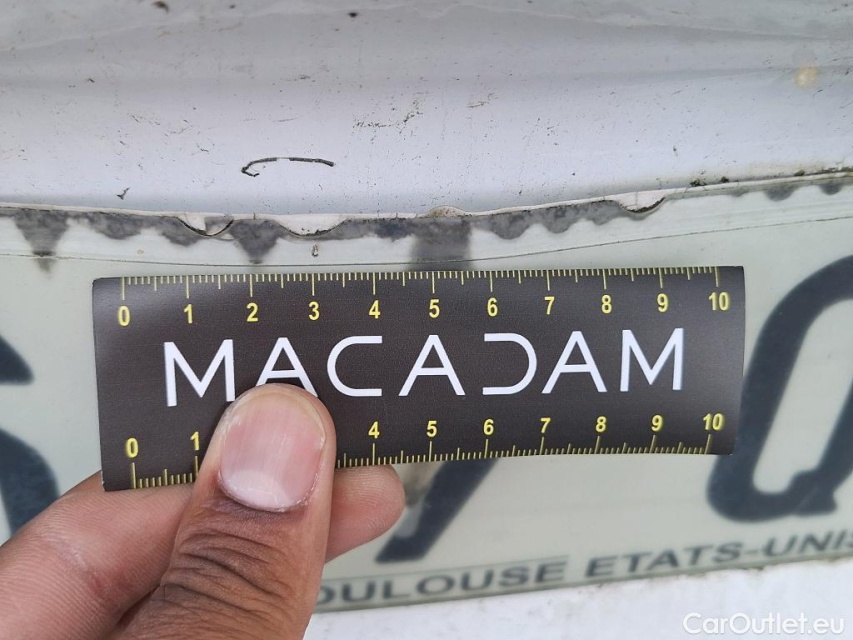 0 1 2 3 4 5 6 7 8 9 10
MACADAM
0 1 4 5 6 7 8 9 10
OULOUSE ETATS-UNIS
CarOutlet.eu